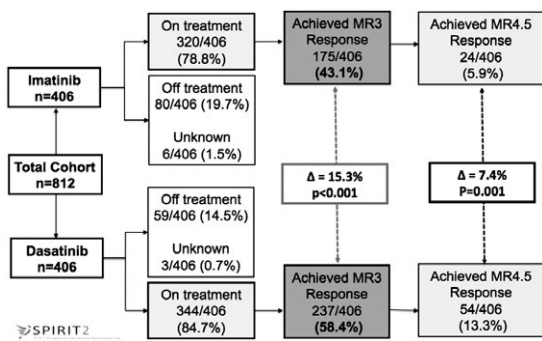 On treatment
320/406
(78.8%)
Achieved MR3
Response
175/406
(43.1%)
Achieved MR4.5
Response
24/406
(5.9%)
Imatinib
n=406
Off treatment
80/406 (19.7%)
Unknown
6/406 (1.5%)
Total Cohort
n=812
Δ = 15.3%
p<0.001
Δ = 7.4%
P=0.001
Off treatment
59/406 (14.5%)
Unknown
3/406 (0.7%)
Dasatinib
n=406
On treatment
344/406
(84.7%)
Achieved MR3
Response
237/406
(58.4%)
Achieved MR4.5
Response
54/406
(13.3%)
SPIRIT2